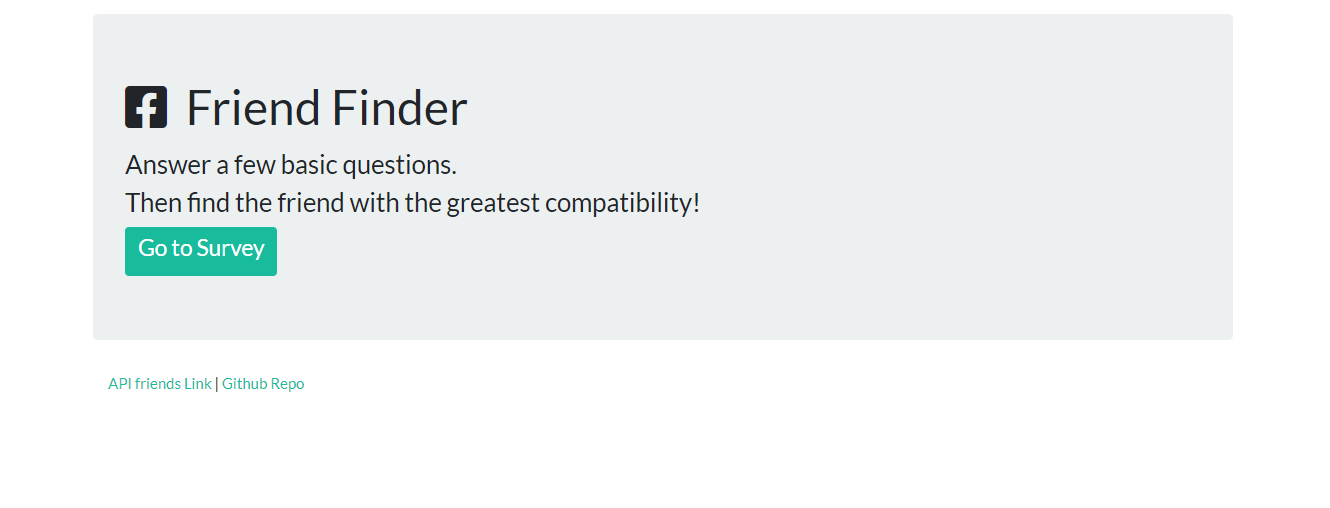 Friend Finder
Answer a few basic questions.
Then find the friend with the greatest compatibility!
Go to Survey
API friends Link | Github Repo